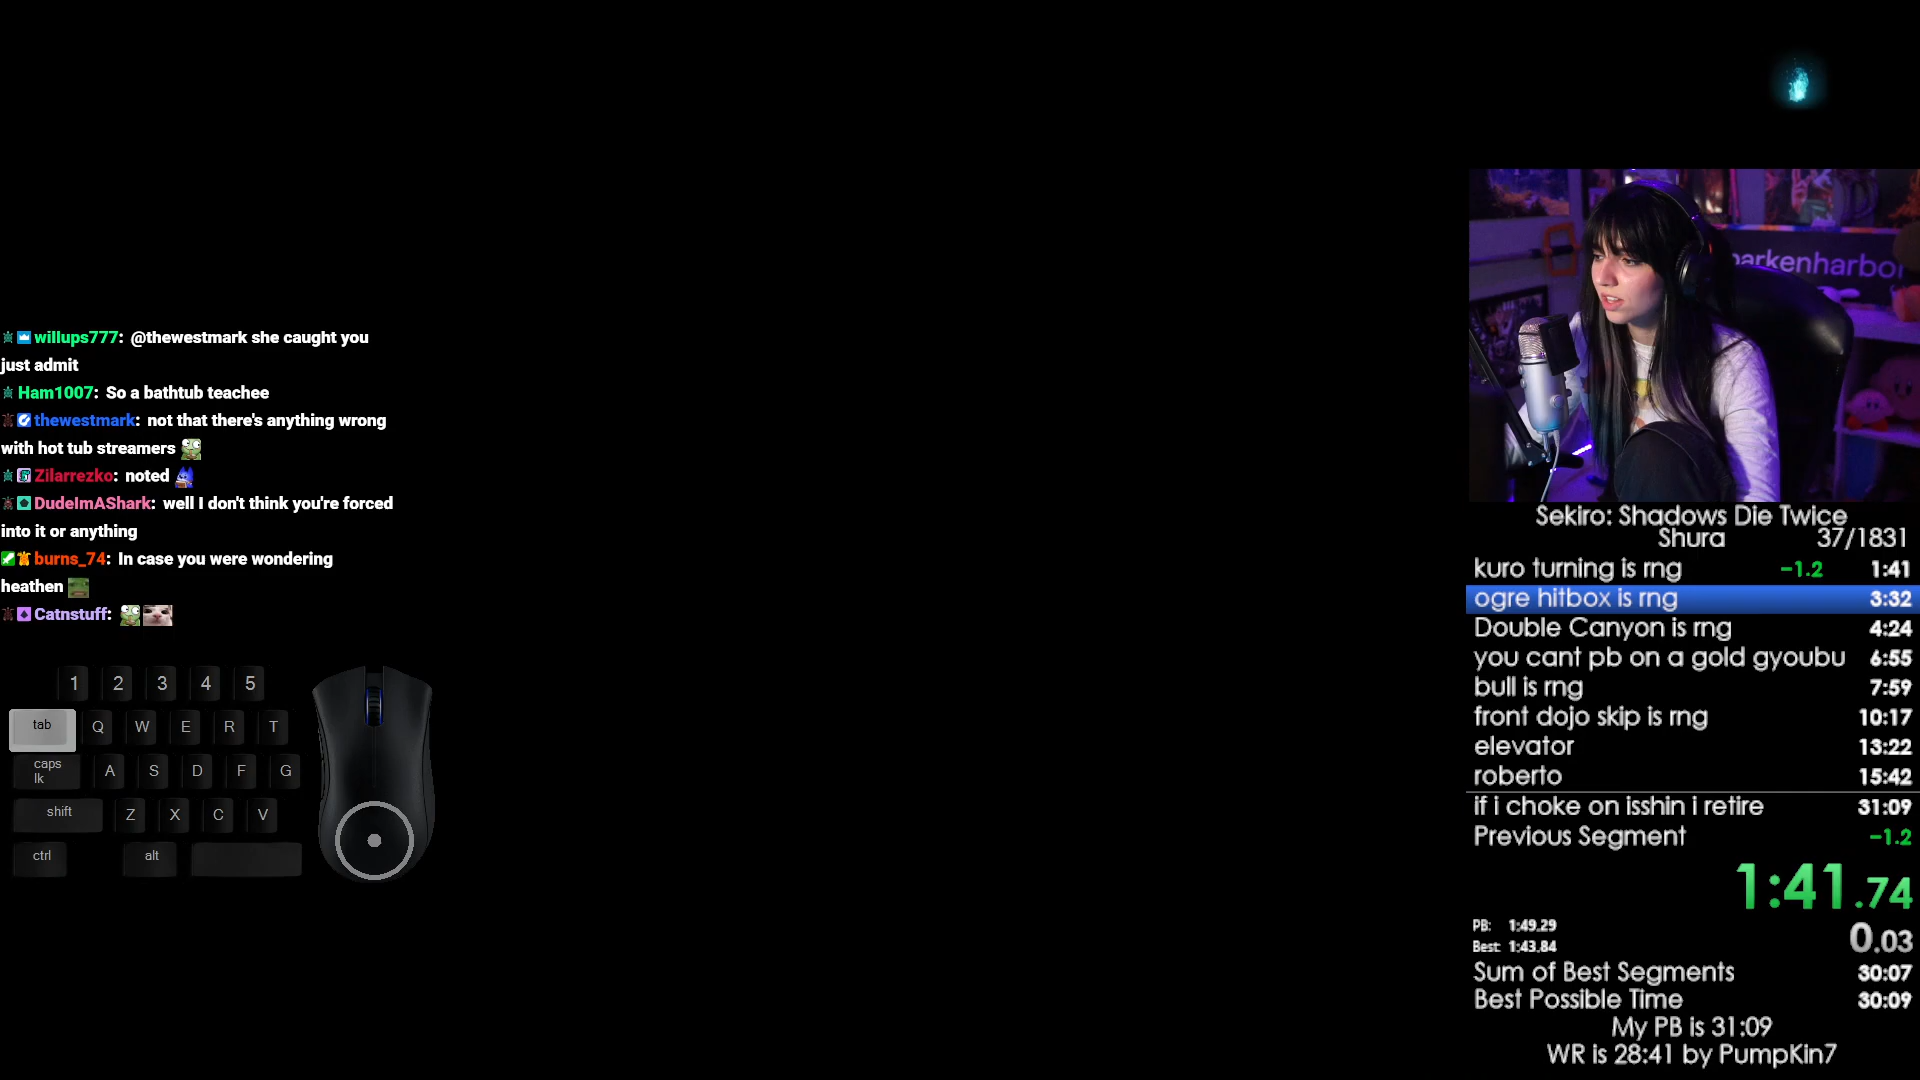 willups777: @thewestmark she caught you
just admit
Ham1007: So a bathtub teachee
thewestmark: not that there's anything wrong
with hot tub streamers
Zilarrezko: noted
DudeImAShark: well I don't think you're forced
into it or anything
burns_74: In case you were wondering
heathen
Catnstuff:
1 2 3 4 5
tab Q W E R T
caps
lk
A S D F G
shift Z X C V
ctrl alt
arkenharbor
Sekiro: Shadows Die Twice
Shura 37/1831
kuro turning is rng -1.2 1:41
ogre hitbox is rng 3:32
Double Canyon is rng 4:24
you cant pb on a gold gyoubu 6:55
bull is rng 7:59
front dojo skip is rng 10:17
elevator 13:22
roberto 15:42
if i choke on isshin i retire 31:09
Previous Segment -1.2
1:41.74
PB: 1:49.29
Best: 1:43.84
0.03
Sum of Best Segments 30:07
Best Possible Time 30:09
My PB is 31:09
WR is 28:41 by PumpKin7